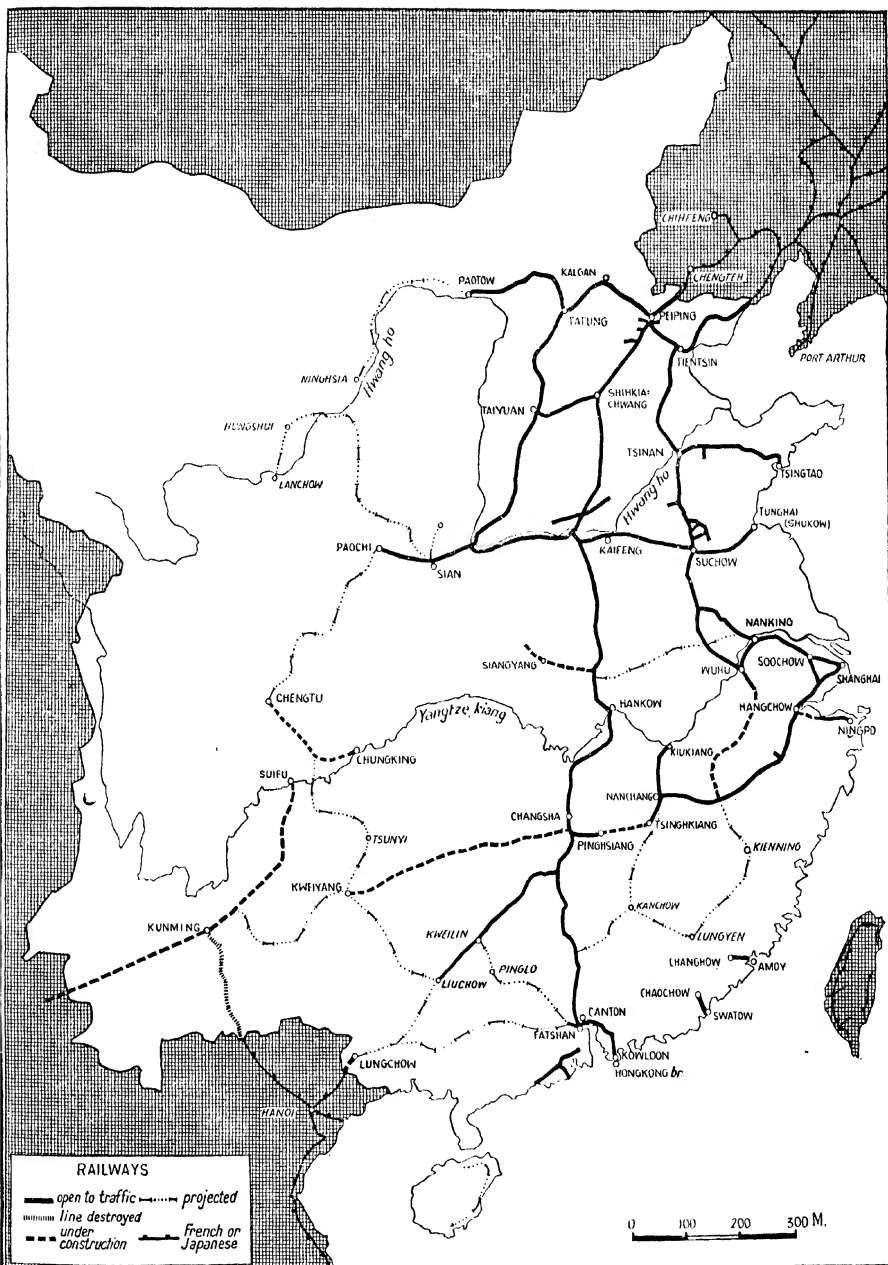 CHIHFENG
CHENGTEH
KALGAN
PAOTOW
PEIPING
TATUNG
TIENTSIN
PORT ARTHUR
Hwang ho
NINGHSIA
SHIHKIA-
CHWANG
TAIYUAN
HUNGSHUI
TSINAN
TSINGTAO
LANCHOW
Hwang ho
TUNGHAI
(SHUKOW)
PAOCHI
KAIFENG
SUCHOW
SIAN
NANKING
SIANGYANG
WUHU
SOOCHOW
SHANGHAI
CHENGTU
HANKOW
HANGCHOW
Yangtze kiang
NINGPO
CHUNGKING
KIUKIANG
SUIFU
NANCHANG
CHANGSHA
TSINGHKIANG
PINGHSIANG
TSUNYI
KIENNING
KWEIYANG
KANCHOW
KUNMING
KWEILIN
LUNGYEN
CHANGHOW
AMOY
PINGLO
LIUCHOW
CHAOCHOW
SWATOW
CANTON
FATSHAN
LUNGCHOW
KOWLOON
HONGKONG br
HANOI
RAILWAYS
open to traffic
projected
line destroyed
under
construction
French or
Japanese
0 100 200 300 M.